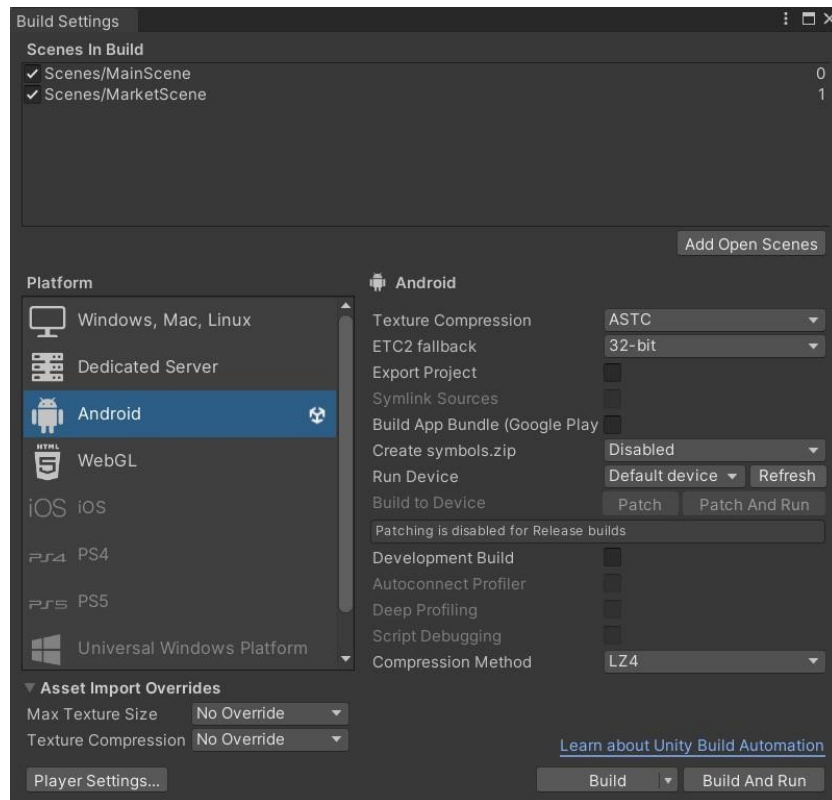 Build Settings
Scenes In Build
Scenes/MainScene 0
Scenes/MarketScene 1
Add Open Scenes
Platform
Windows, Mac, Linux
Dedicated Server
Android
HTML
5
WebGL
iOS iOS
PS4 PS4
PS5 PS5
Universal Windows Platform
Android
Texture Compression ASTC
ETC2 fallback 32-bit
Export Project
Symlink Sources
Build App Bundle (Google Play
Create symbols.zip Disabled
Run Device Default device Refresh
Build to Device Patch Patch And Run
Patching is disabled for Release builds
Development Build
Autoconnect Profiler
Deep Profiling
Script Debugging
Compression Method LZ4
Asset Import Overrides
Max Texture Size No Override
Texture Compression No Override
Learn about Unity Build Automation
Player Settings... Build Build And Run